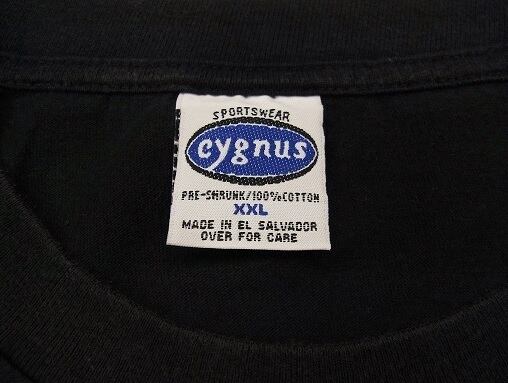 SPORTSWEAR
cygnus
PRE-SHRUNK/100%COTTON
XXL
MADE IN EL SALVADOR
OVER FOR CARE